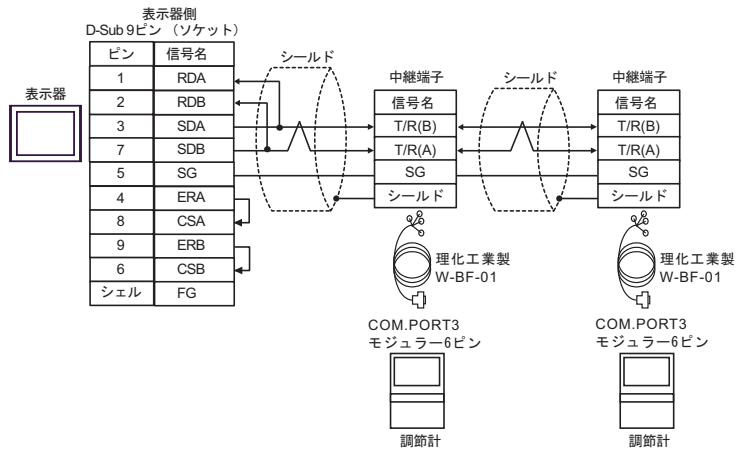 表示器側
D-Sub 9ピン （ソケット）
ピン 信号名
1 RDA
2 RDB
3 SDA
7 SDB
5 SG
4 ERA
8 CSA
9 ERB
6 CSB
シェル FG
表示器
シールド
中継端子
信号名
T/R(B)
T/R(A)
SG
シールド
シールド
中継端子
信号名
T/R(B)
T/R(A)
SG
シールド
理化工業製
W-BF-01
COM.PORT3
モジュラー6ピン
調節計
理化工業製
W-BF-01
COM.PORT3
モジュラー6ピン
調節計